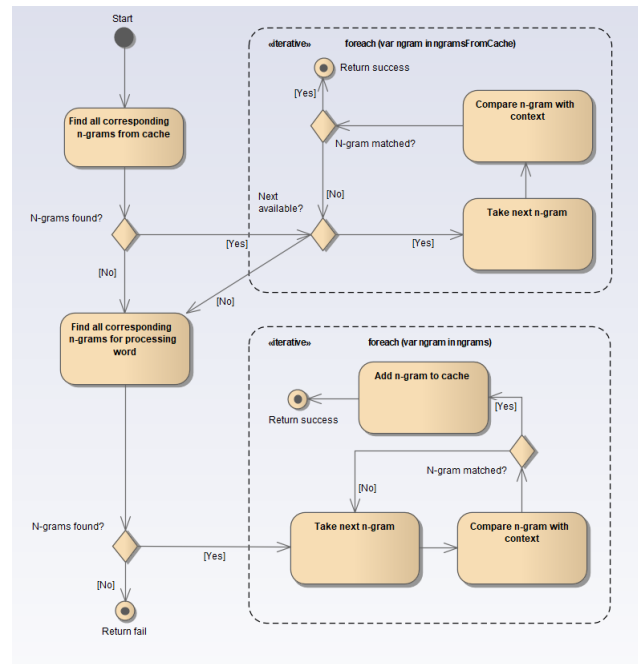 Start
«iterative» foreach (var ngram in ngramsFromCache)
Return success
[Yes]
Find all corresponding
n-grams from cache
Compare n-gram with
context
N-gram matched?
Next
available?
[No]
Take next n-gram
N-grams found?
[Yes]
[Yes]
[No]
[No]
Find all corresponding
n-grams for processing
word
«iterative» foreach (var ngram in ngrams)
Add n-gram to cache
Return success
[Yes]
N-gram matched?
[No]
N-grams found?
Take next n-gram
Compare n-gram with
context
[Yes]
[No]
Return fail